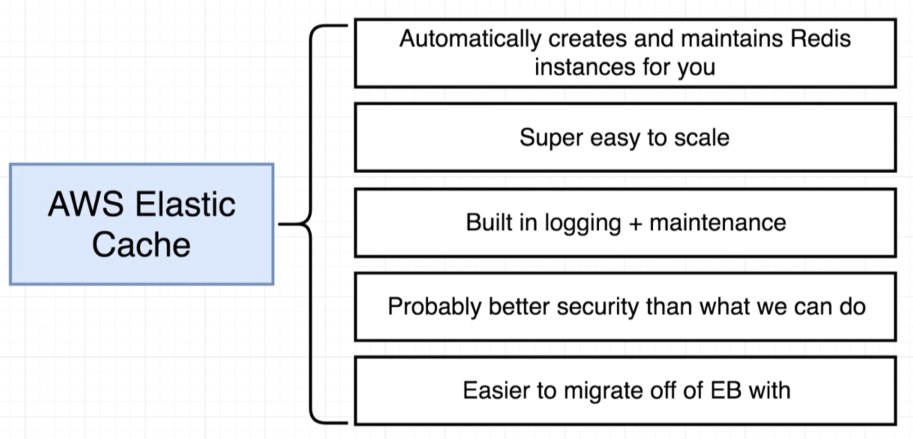 AWS Elastic
Cache
Automatically creates and maintains Redis
instances for you
Super easy to scale
Built in logging + maintenance
Probably better security than what we can do
Easier to migrate off of EB with